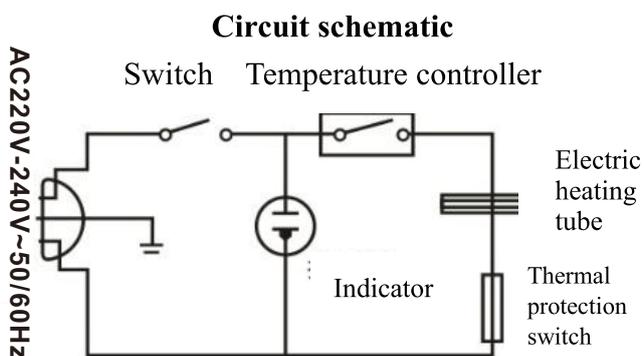 Circuit schematic
Switch Temperature controller
AC220V-240V~50/60Hz
Electric
heating
tube
Indicator
Thermal
protection
switch